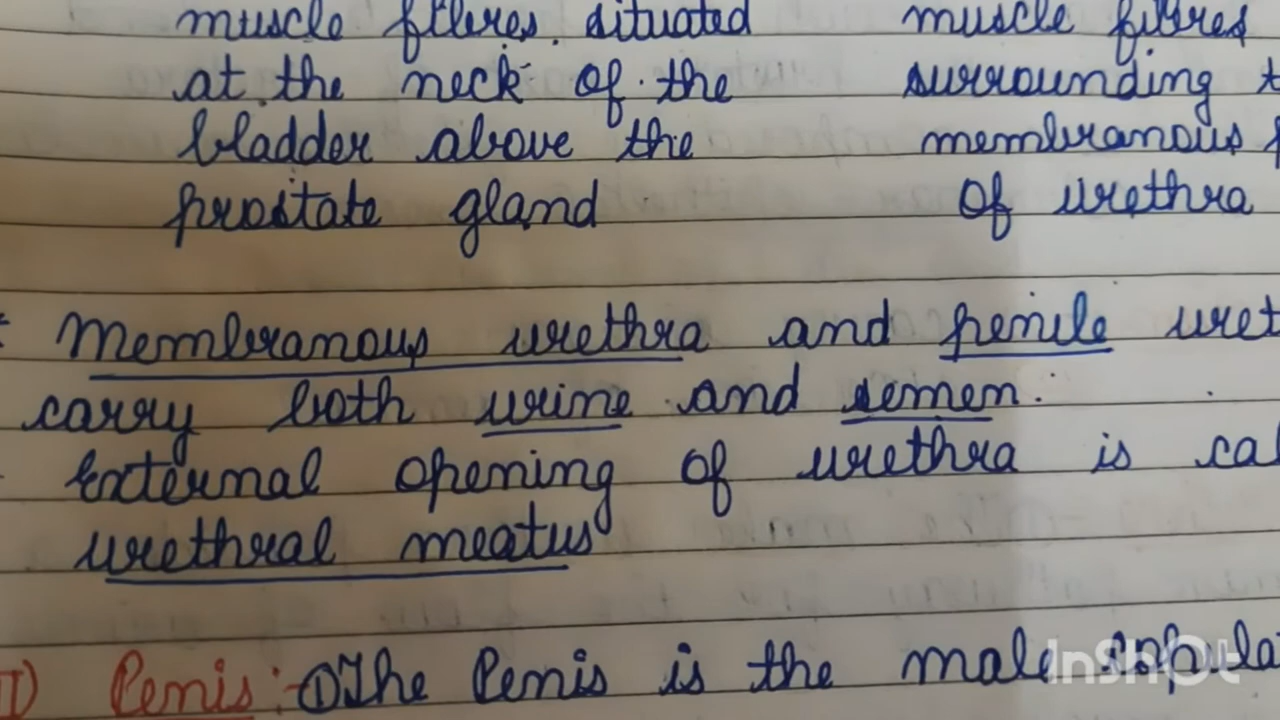 muscle fibres situated muscle fibres
at the neck of the surrounding
bladder above the membranous
prostate gland of urethra
Membranous urethra and penile
carry both urine and semen.
External opening of urethra is
urethral meatus
Penis:- ① The Penis is the male
InShOt